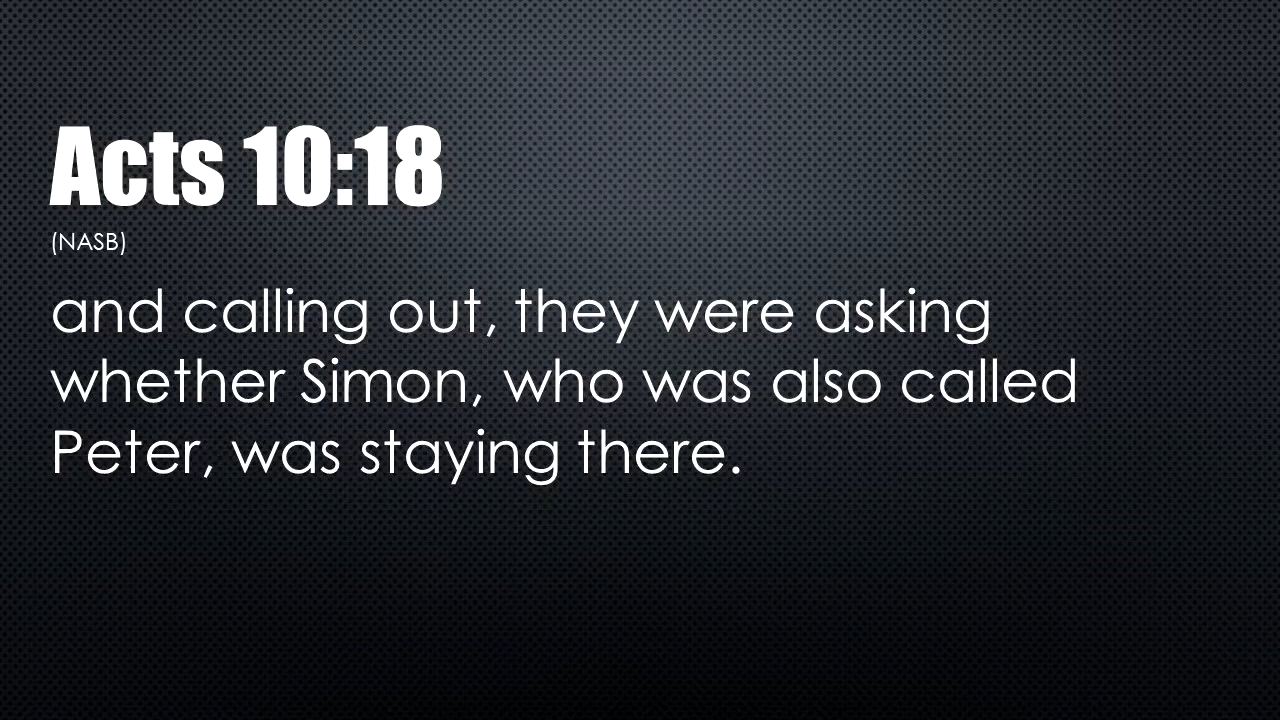 Acts 10:18
(NASB)
and calling out, they were asking
whether Simon, who was also called
Peter, was staying there.